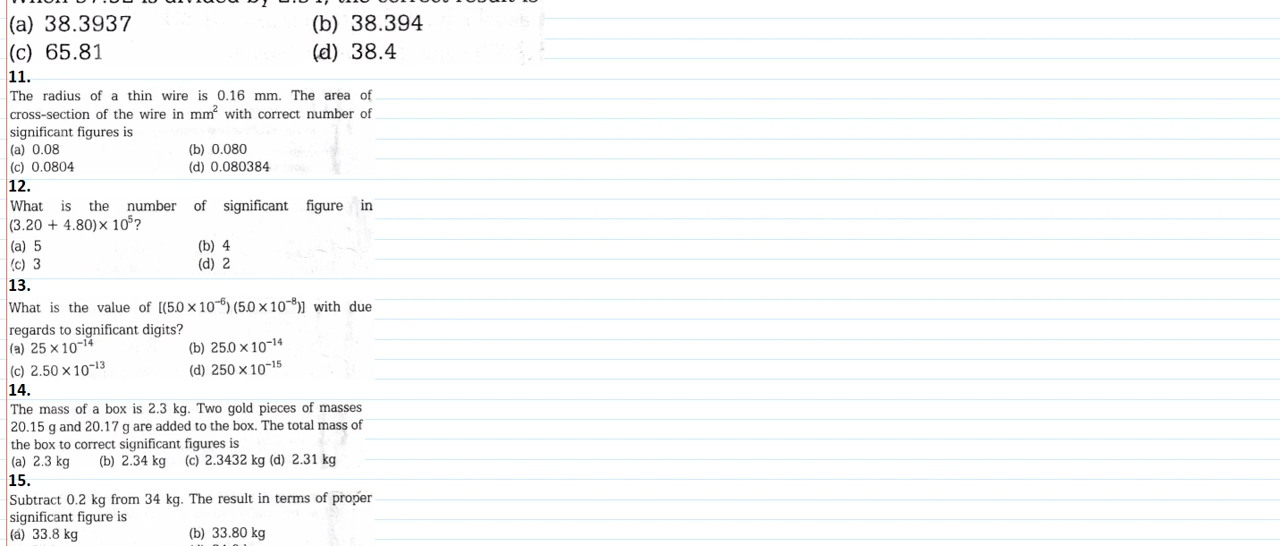 (a) 38.3937 (b) 38.394
(c) 65.81 (d) 38.4
11.
The radius of a thin wire is 0.16 mm. The area of
cross-section of the wire in mm² with correct number of
significant figures is
(a) 0.08 (b) 0.080
(c) 0.0804 (d) 0.080384
12.
What is the number of significant figure in
(3.20 + 4.80)× 10⁵?
(a) 5 (b) 4
(c) 3 (d) 2
13.
What is the value of [(5.0 × 10⁻⁶) (5.0 × 10⁻⁸)] with due
regards to significant digits?
(a) 25 × 10⁻¹⁴ (b) 25.0 × 10⁻¹⁴
(c) 2.50 × 10⁻¹³ (d) 250 × 10⁻¹⁵
14.
The mass of a box is 2.3 kg. Two gold pieces of masses
20.15 g and 20.17 g are added to the box. The total mass of
the box to correct significant figures is
(a) 2.3 kg (b) 2.34 kg (c) 2.3432 kg (d) 2.31 kg
15.
Subtract 0.2 kg from 34 kg. The result in terms of proper
significant figure is
(a) 33.8 kg (b) 33.80 kg